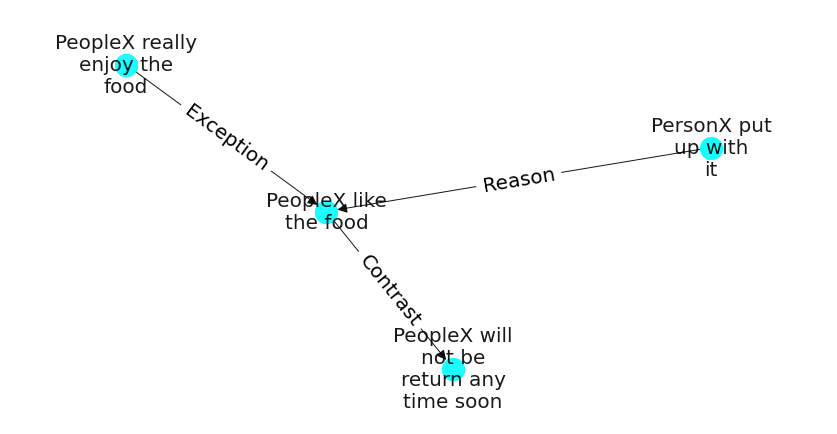 PeopleX really
enjoy the
food
Exception
PersonX put
up with
it
Reason
PeopleX like
the food
Contrast
PeopleX will
not be
return any
time soon